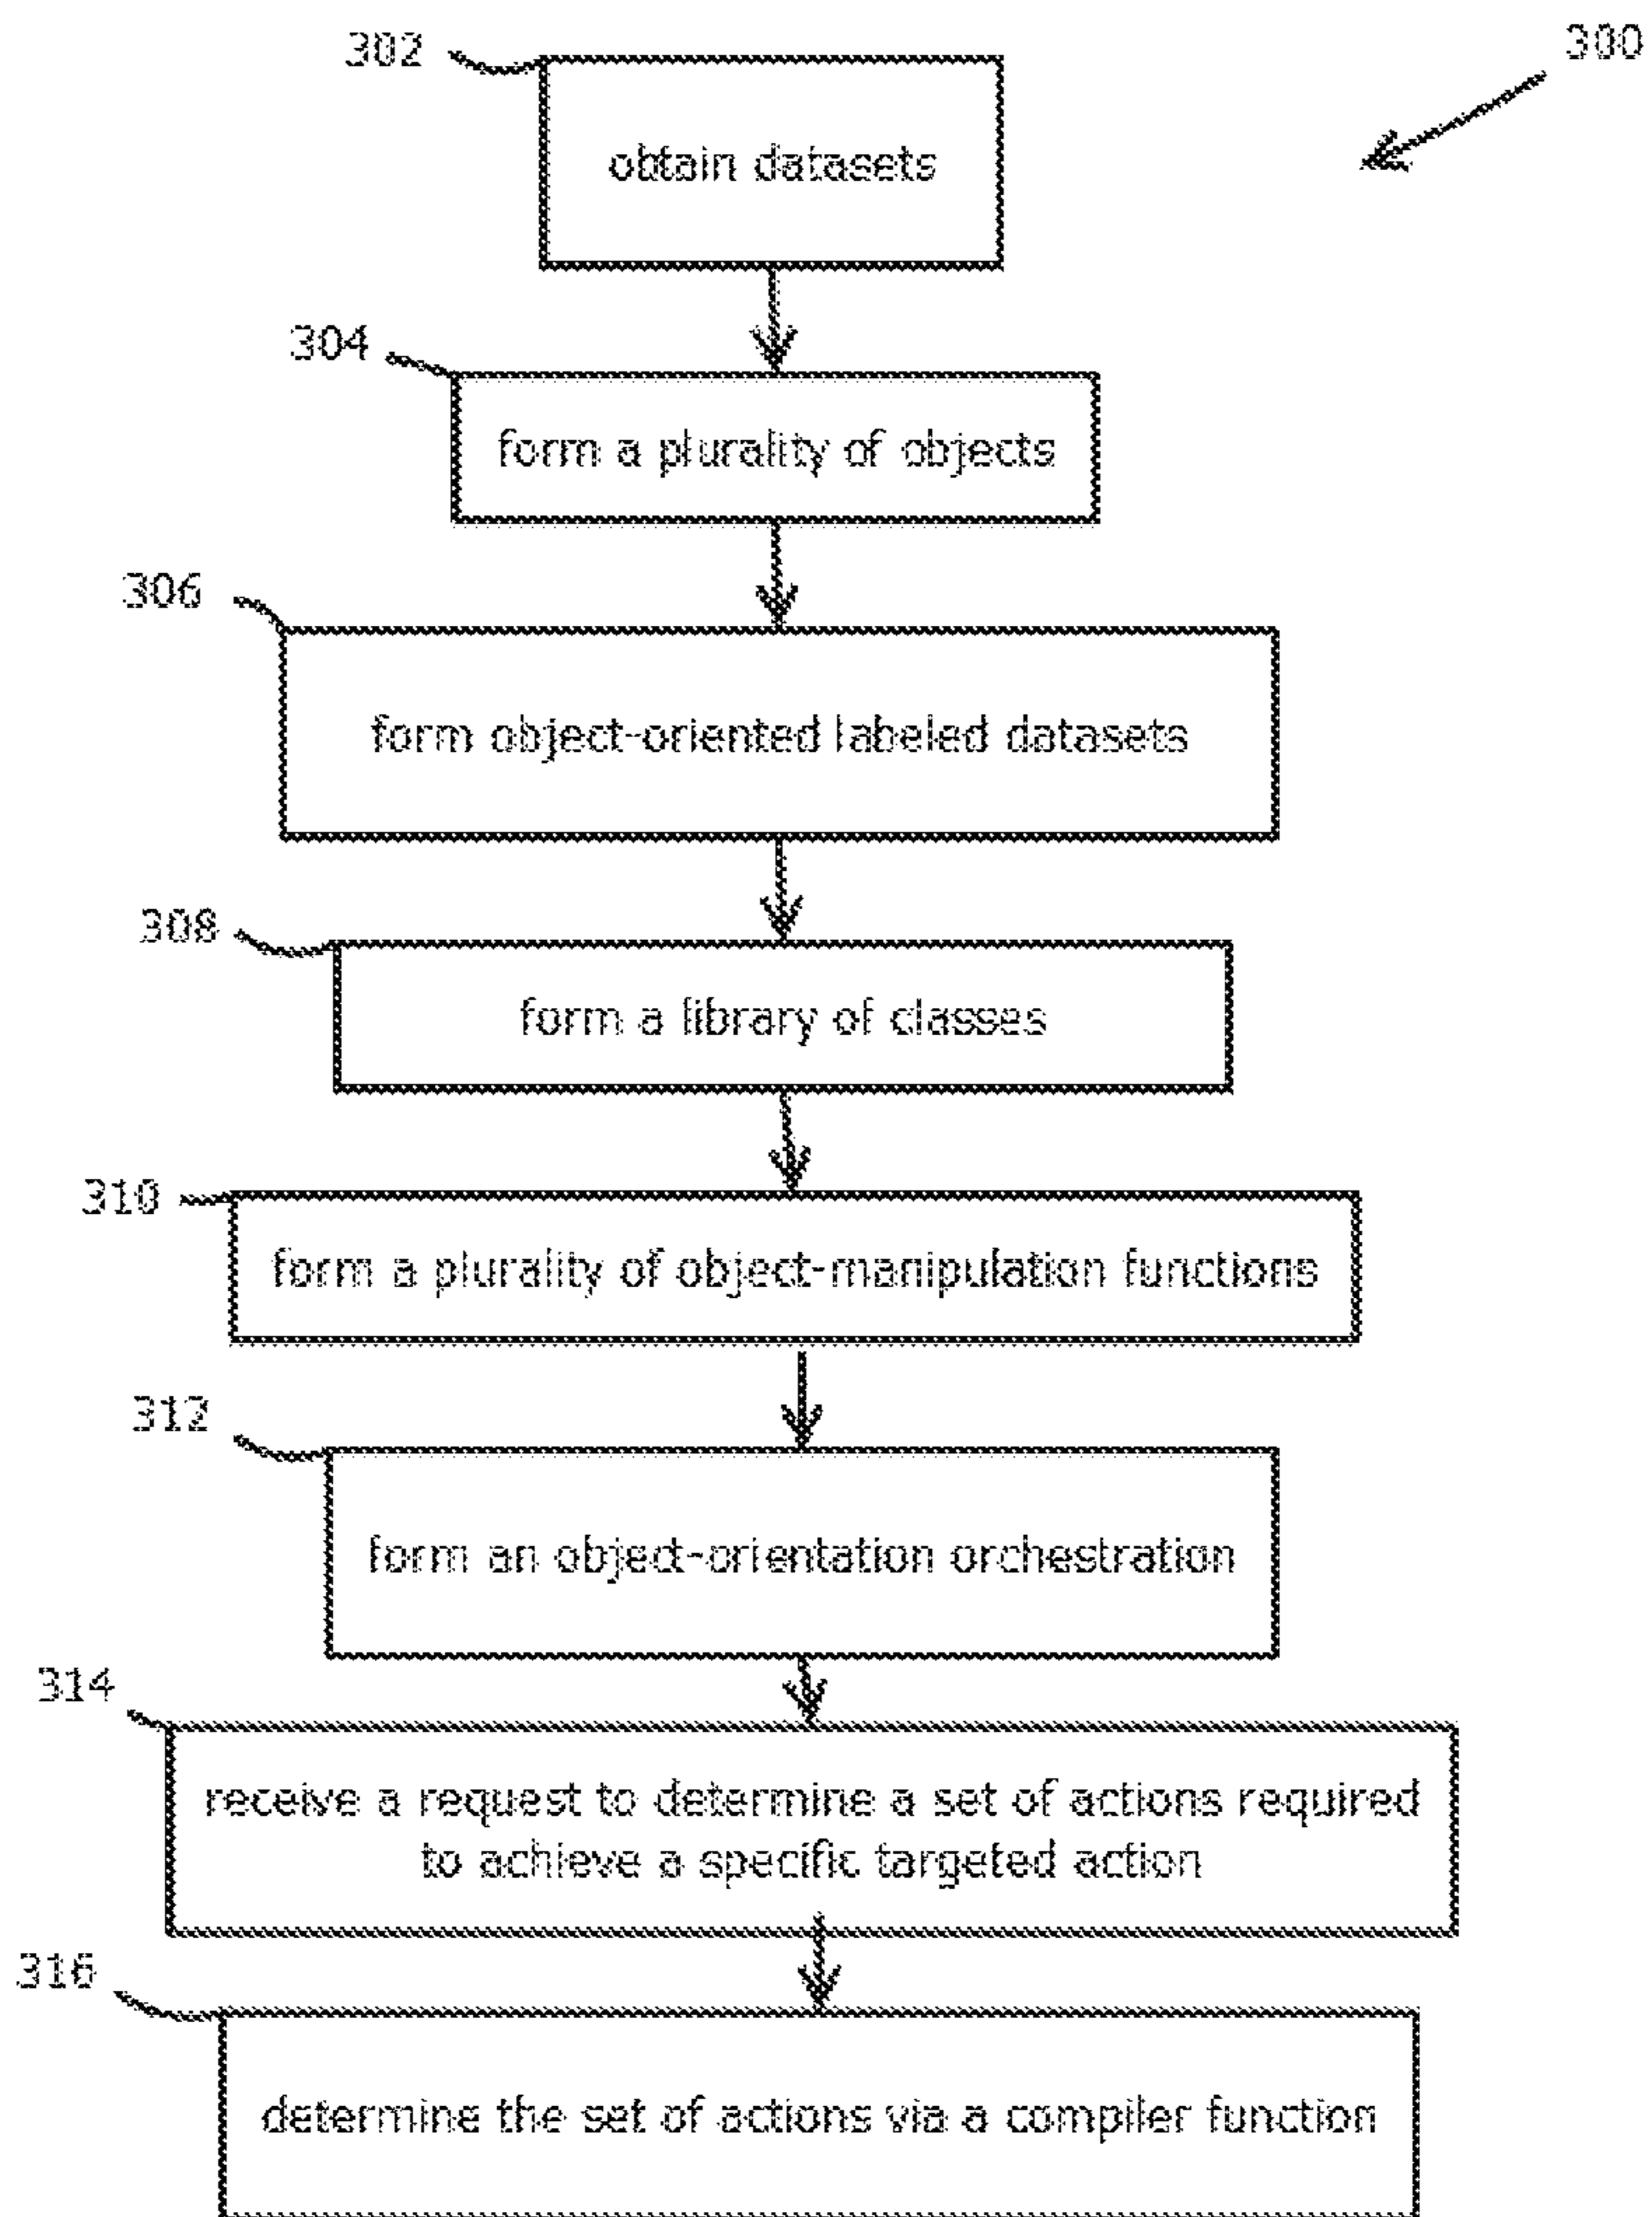 302
300
obtain datasets
304
form a plurality of objects
306
form object-oriented labeled datasets
308
form a library of classes
310
form a plurality of object-manipulation functions
312
form an object-orientation orchestration
314
receive a request to determine a set of actions required
to achieve a specific targeted action
316
determine the set of actions via a compiler function